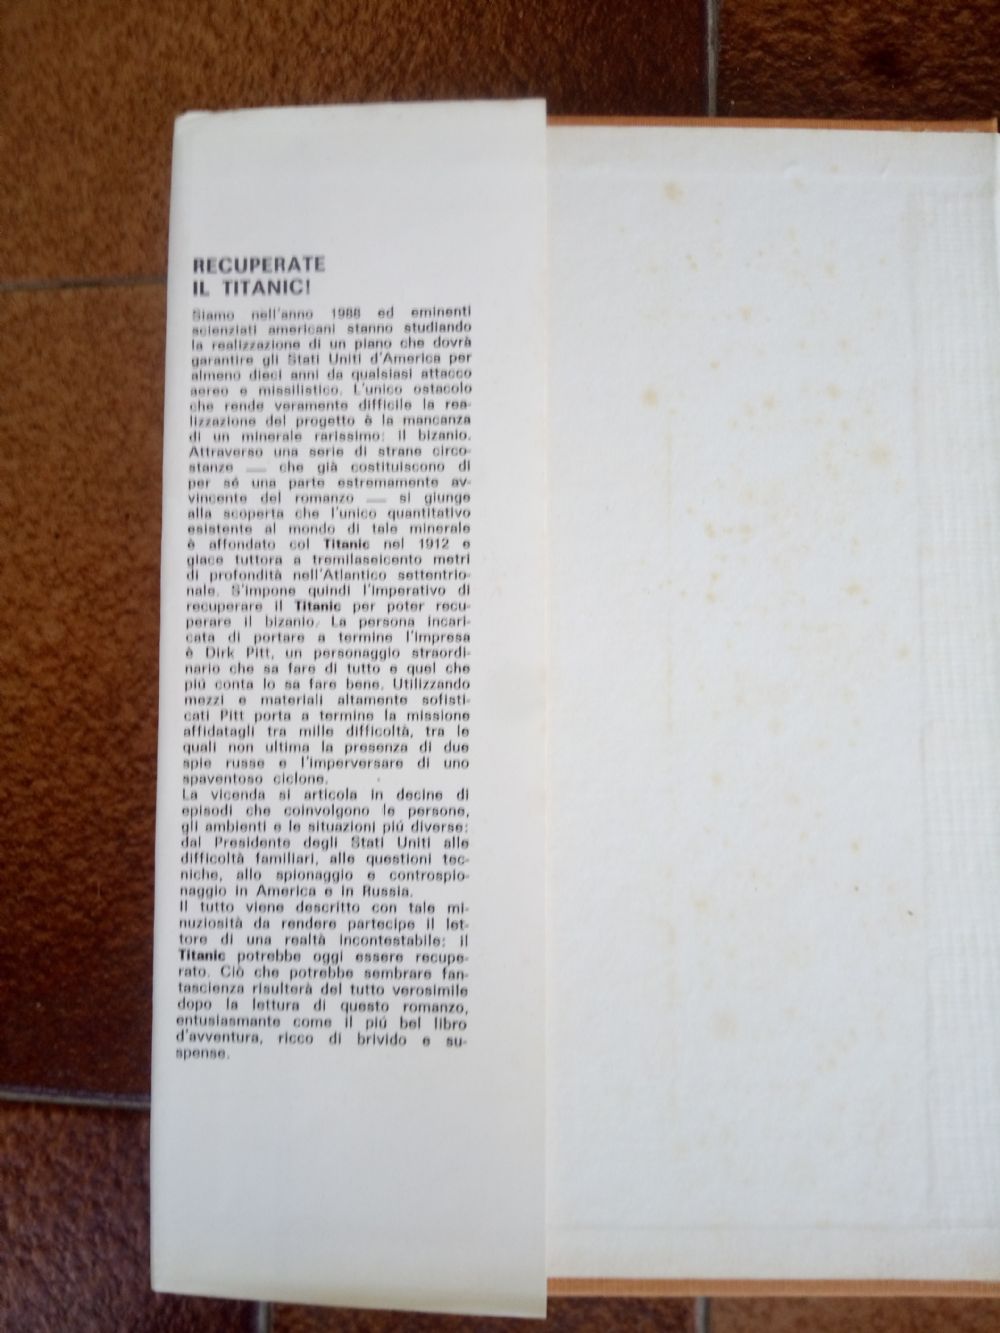 RECUPERATE
IL TITANIC!
Siamo nell'anno 1988 ed eminenti
scienziati americani stanno studiando
la realizzazione di un piano che dovrà
garantire gli Stati Uniti d'America per
almeno dieci anni da qualsiasi attacco
aereo e missilistico. L'unico ostacolo
che rende veramente difficile la rea-
lizzazione del progetto è la mancanza
di un minerale rarissimo: il bizanio.
Attraverso una serie di strane circo-
stanze — che già costituiscono di
per sé una parte estremamente av-
vincente del romanzo — si giunge
alla scoperta che l'unico quantitativo
esistente al mondo di tale minerale
è affondato col Titanic nel 1912 e
giace tuttora a tremilaseicento metri
di profondità nell'Atlantico settentrio-
nale. S'impone quindi l'imperativo di
recuperare il Titanic per poter recu-
perare il bizanio. La persona incari-
cata di portare a termine l'impresa
è Dirk Pitt, un personaggio straordi-
nario che sa fare di tutto e quel che
piú conta lo sa fare bene. Utilizzando
mezzi e materiali altamente sofisti-
cati Pitt porta a termine la missione
affidatagli tra mille difficoltà, tra le
quali non ultima la presenza di due
spie russe e l'imperversare di uno
spaventoso ciclone.
La vicenda si articola in decine di
episodi che coinvolgono le persone,
gli ambienti e le situazioni piú diverse:
dal Presidente degli Stati Uniti alle
difficoltà familiari, alle questioni tec-
niche, allo spionaggio e controspio-
naggio in America e in Russia.
Il tutto viene descritto con tale mi-
nuziosità da rendere partecipe il let-
tore di una realtà incontestabile: il
Titanic potrebbe oggi essere recupe-
rato. Ciò che potrebbe sembrare fan-
tascienza risulterà del tutto verosimile
dopo la lettura di questo romanzo,
entusiasmante come il piú bel libro
d'avventura, ricco di brivido e su-
spense.